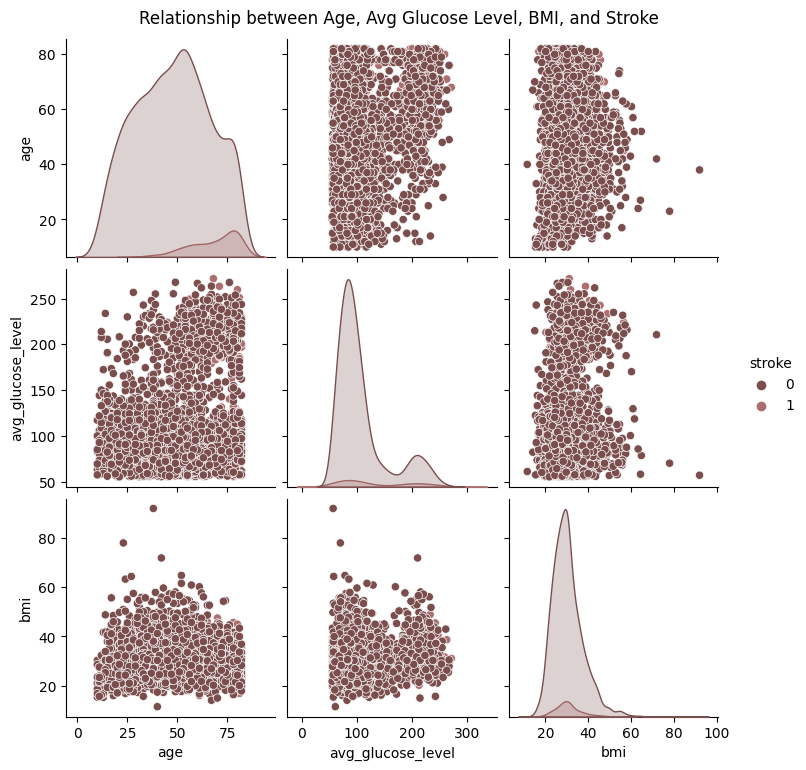 Relationship between Age, Avg Glucose Level, BMI, and Stroke
80
60
40
20
age
250
200
150
100
50
avg_glucose_level
stroke
0
1
80
60
40
20
bmi
0 25 50 75
0 100 200 300
20 40 60 80 100
age
avg_glucose_level
bmi